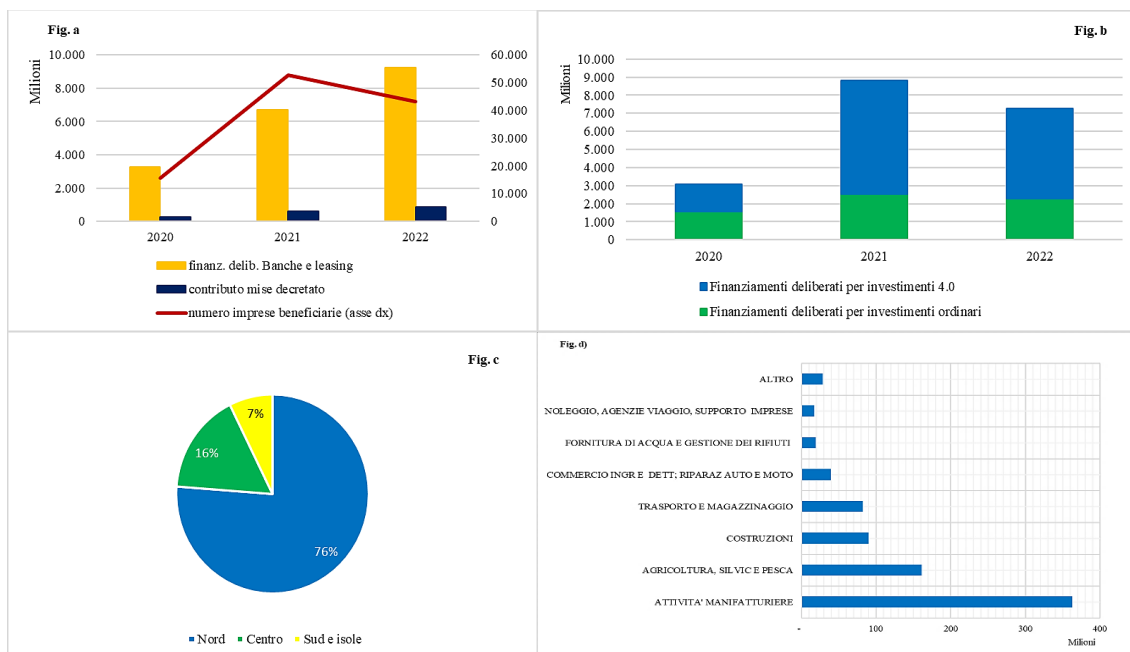 Fig. a
Milioni
10.000
8.000
6.000
4.000
2.000
0
60.000
50.000
40.000
30.000
20.000
10.000
0
2020
2021
2022
finanz. delib. Banche e leasing
contributo mise decretato
numero imprese beneficiarie (asse dx)
Fig. b
Milioni
10.000
9.000
8.000
7.000
6.000
5.000
4.000
3.000
2.000
1.000
0
2020
2021
2022
Finanziamenti deliberati per investimenti 4.0
Finanziamenti deliberati per investimenti ordinari
Fig. c
7%
16%
76%
Nord
Centro
Sud e isole
Fig. d)
ALTRO
NOLEGGIO, AGENZIE VIAGGIO, SUPPORTO IMPRESE
FORNITURA DI ACQUA E GESTIONE DEI RIFIUTI
COMMERCIO INGR E DETT; RIPARAZ AUTO E MOTO
TRASPORTO E MAGAZZINAGGIO
COSTRUZIONI
AGRICOLTURA, SILVIC E PESCA
ATTIVITA' MANIFATTURIERE
-
100
200
300
400
Milioni